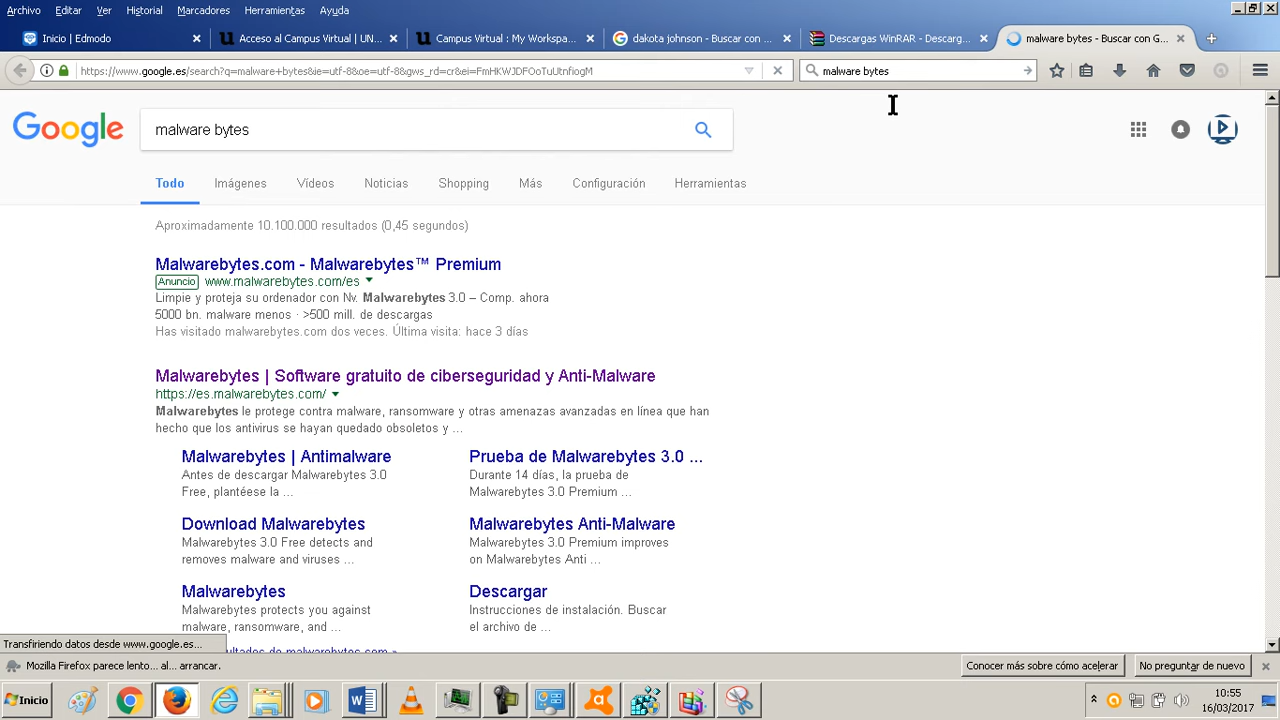 Archivo Editar Ver Historial Marcadores Herramientas Ayuda
Inicio | Edmodo
Acceso al Campus Virtual | UN...
Campus Virtual : My Workspa...
dakota johnson - Buscar con ...
Descargas WinRAR - Descarg...
malware bytes - Buscar con G...
https://www.google.es/search?q=malware+bytes&ie=utf-8&oe=utf-8&gws_rd=cr&ei=FmHKWJDFOoTuUtnfiogM
malware bytes
Google
malware bytes
Todo Imágenes Vídeos Noticias Shopping Más Configuración Herramientas
Aproximadamente 10.100.000 resultados (0,45 segundos)
Malwarebytes.com - Malwarebytes™ Premium
Anuncio www.malwarebytes.com/es
Limpie y proteja su ordenador con Nv. Malwarebytes 3.0 – Comp. ahora
5000 bn. malware menos · >500 mill. de descargas
Has visitado malwarebytes.com dos veces. Última visita: hace 3 días
Malwarebytes | Software gratuito de ciberseguridad y Anti-Malware
https://es.malwarebytes.com/
Malwarebytes le protege contra malware, ransomware y otras amenazas avanzadas en línea que han
hecho que los antivirus se hayan quedado obsoletos y ...
Malwarebytes | Antimalware
Antes de descargar Malwarebytes 3.0
Free, plantéese la ...
Prueba de Malwarebytes 3.0 ...
Durante 14 días, la prueba de
Malwarebytes 3.0 Premium ...
Download Malwarebytes
Malwarebytes 3.0 Free detects and
removes malware and viruses ...
Malwarebytes Anti-Malware
Malwarebytes 3.0 Premium improves
on Malwarebytes Anti ...
Malwarebytes
Malwarebytes protects you against
malware, ransomware, and ...
Descargar
Instrucciones de instalación. Buscar
el archivo de ...
de malwarebytes.com »
Transfiriendo datos desde www.google.es...
Mozilla Firefox parece lento... al... arrancar.
Conocer más sobre cómo acelerar
No preguntar de nuevo
Inicio
10:55
16/03/2017